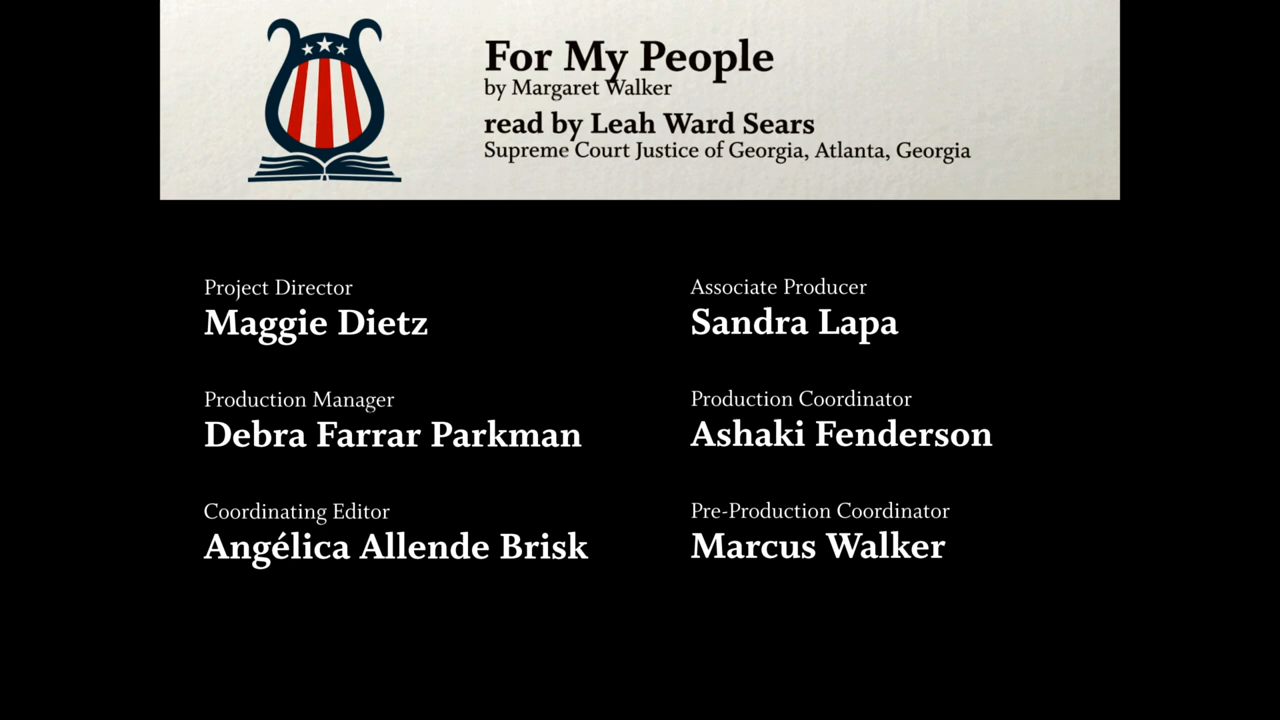 For My People
by Margaret Walker
read by Leah Ward Sears
Supreme Court Justice of Georgia, Atlanta, Georgia
Project Director
Maggie Dietz
Associate Producer
Sandra Lapa
Production Manager
Debra Farrar Parkman
Production Coordinator
Ashaki Fenderson
Coordinating Editor
Angélica Allende Brisk
Pre-Production Coordinator
Marcus Walker